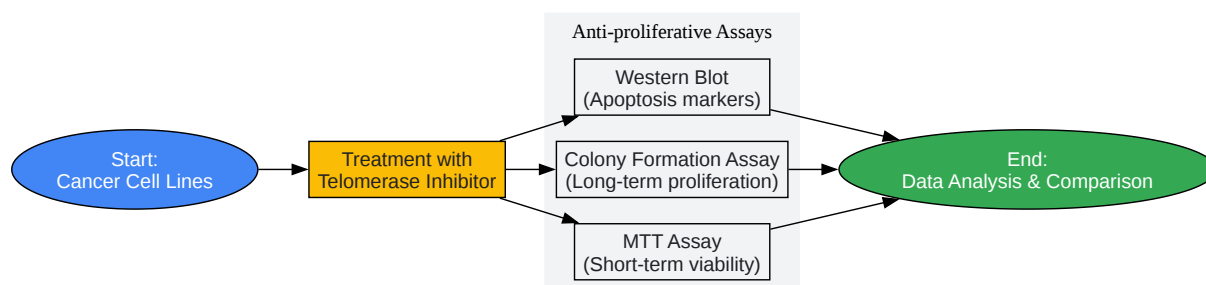 Anti-proliferative Assays
Start:
Cancer Cell Lines
Treatment with
Telomerase Inhibitor
Western Blot
(Apoptosis markers)
Colony Formation Assay
(Long-term proliferation)
MTT Assay
(Short-term viability)
End:
Data Analysis & Comparison